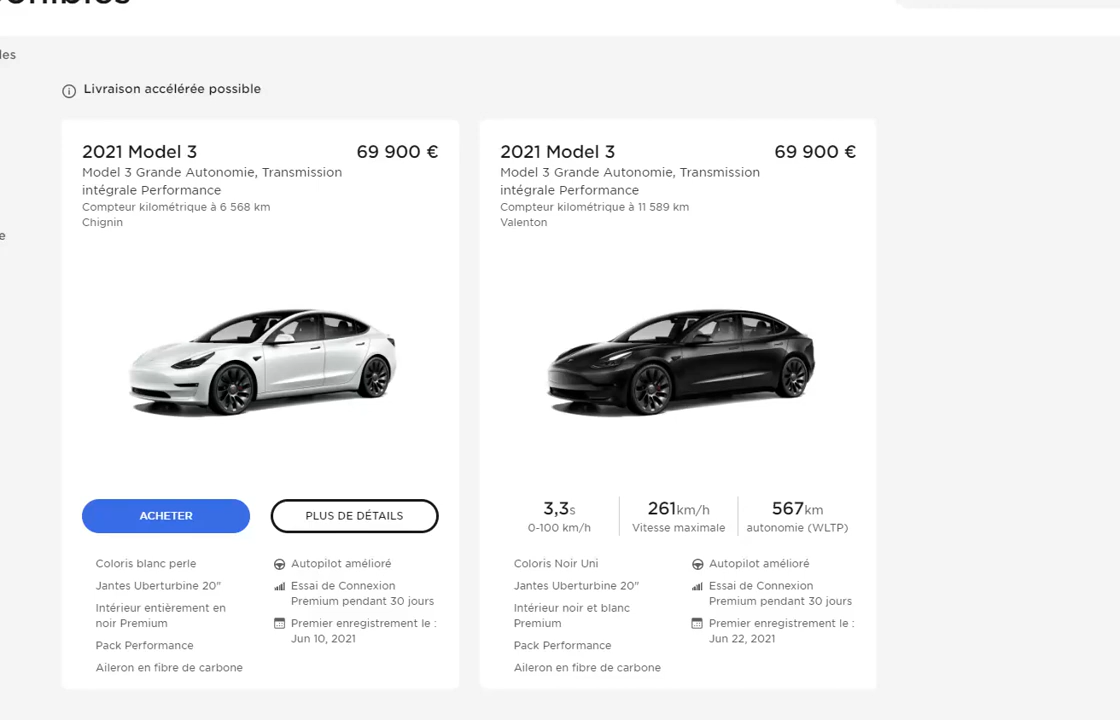 les
e
Livraison accélérée possible
2021 Model 3
69 900 €
Model 3 Grande Autonomie, Transmission
intégrale Performance
Compteur kilométrique à 6 568 km
Chignin
ACHETER
PLUS DE DÉTAILS
Coloris blanc perle
Jantes Uberturbine 20"
Intérieur entièrement en
noir Premium
Pack Performance
Aileron en fibre de carbone
Autopilot amélioré
Essai de Connexion
Premium pendant 30 jours
Premier enregistrement le :
Jun 10, 2021
2021 Model 3
69 900 €
Model 3 Grande Autonomie, Transmission
intégrale Performance
Compteur kilométrique à 11 589 km
Valenton
3,3s
0-100 km/h
261km/h
Vitesse maximale
567km
autonomie (WLTP)
Coloris Noir Uni
Jantes Uberturbine 20"
Intérieur noir et blanc
Premium
Pack Performance
Aileron en fibre de carbone
Autopilot amélioré
Essai de Connexion
Premium pendant 30 jours
Premier enregistrement le :
Jun 22, 2021